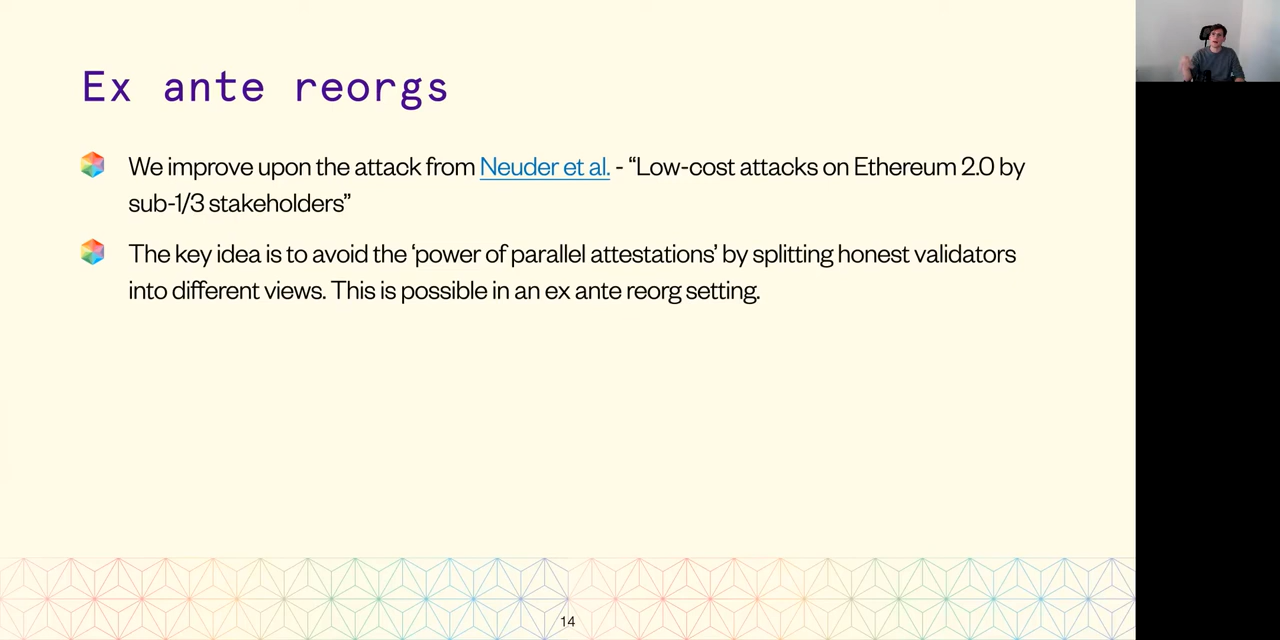 Ex ante reorgs
We improve upon the attack from Neuder et al. - “Low-cost attacks on Ethereum 2.0 by
sub-1/3 stakeholders”
The key idea is to avoid the ‘power of parallel attestations’ by splitting honest validators
into different views. This is possible in an ex ante reorg setting.
14